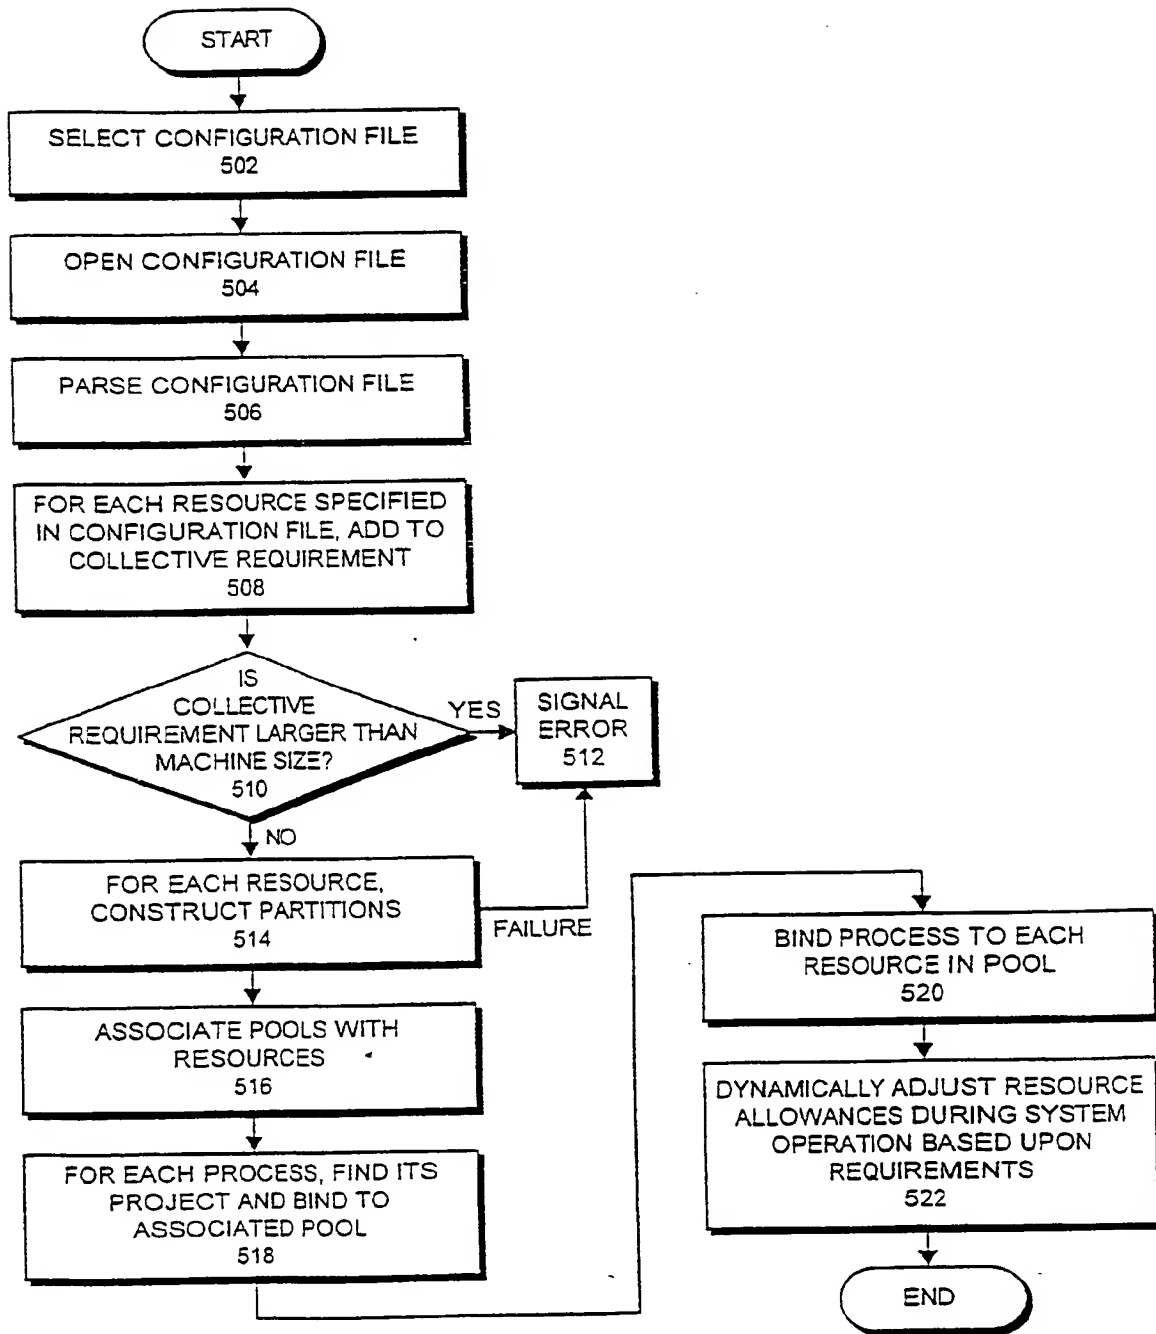 START
SELECT CONFIGURATION FILE
502
OPEN CONFIGURATION FILE
504
PARSE CONFIGURATION FILE
506
FOR EACH RESOURCE SPECIFIED
IN CONFIGURATION FILE, ADD TO
COLLECTIVE REQUIREMENT
508
IS
COLLECTIVE
REQUIREMENT LARGER THAN
MACHINE SIZE?
510
YES
SIGNAL
ERROR
512
NO
FOR EACH RESOURCE,
CONSTRUCT PARTITIONS
514
FAILURE
ASSOCIATE POOLS WITH
RESOURCES
516
FOR EACH PROCESS, FIND ITS
PROJECT AND BIND TO
ASSOCIATED POOL
518
BIND PROCESS TO EACH
RESOURCE IN POOL
520
DYNAMICALLY ADJUST RESOURCE
ALLOWANCES DURING SYSTEM
OPERATION BASED UPON
REQUIREMENTS
522
END